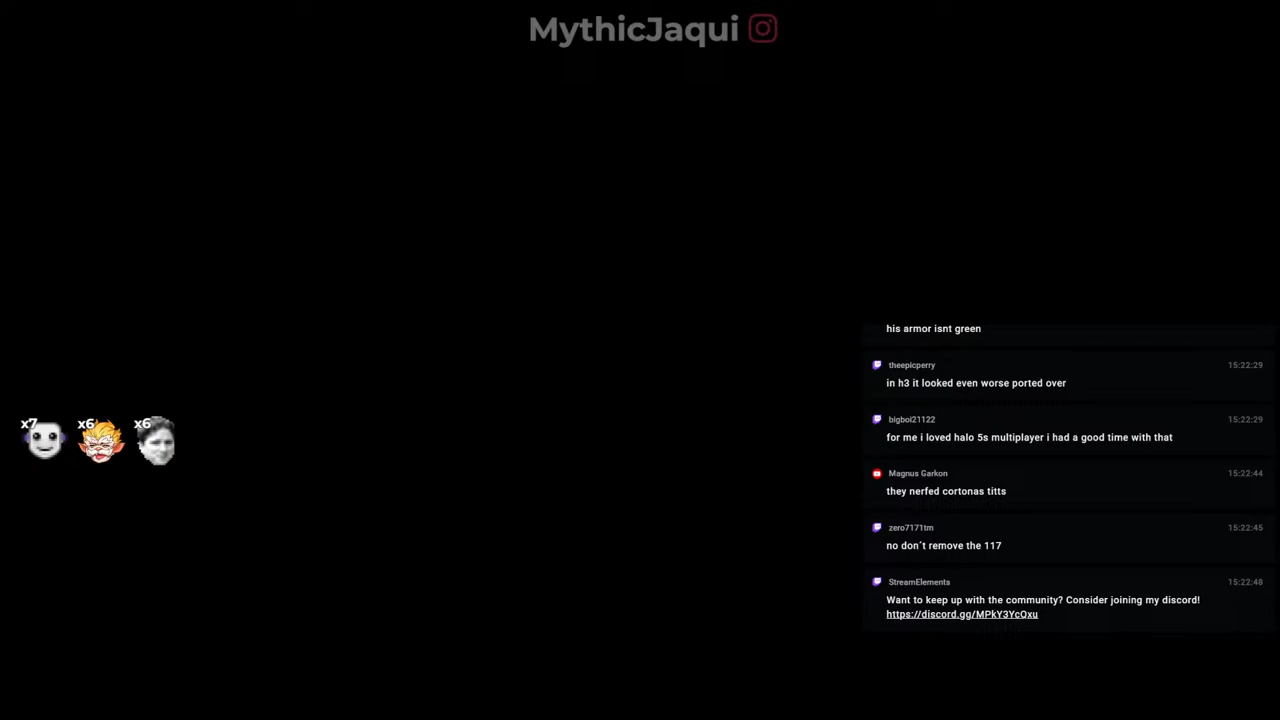 MythicJaqui
his armor isnt green
theepicperry 15:22:29
in h3 it looked even worse ported over
bigboi21122 15:22:29
for me i loved halo 5s multiplayer i had a good time with that
x7 x6 x6
Magnus Garkon 15:22:44
they nerfed cortonas titts
zero7171tm 15:22:45
no don´t remove the 117
StreamElements 15:22:48
Want to keep up with the community? Consider joining my discord!
https://discord.gg/MPkY3YcQxu